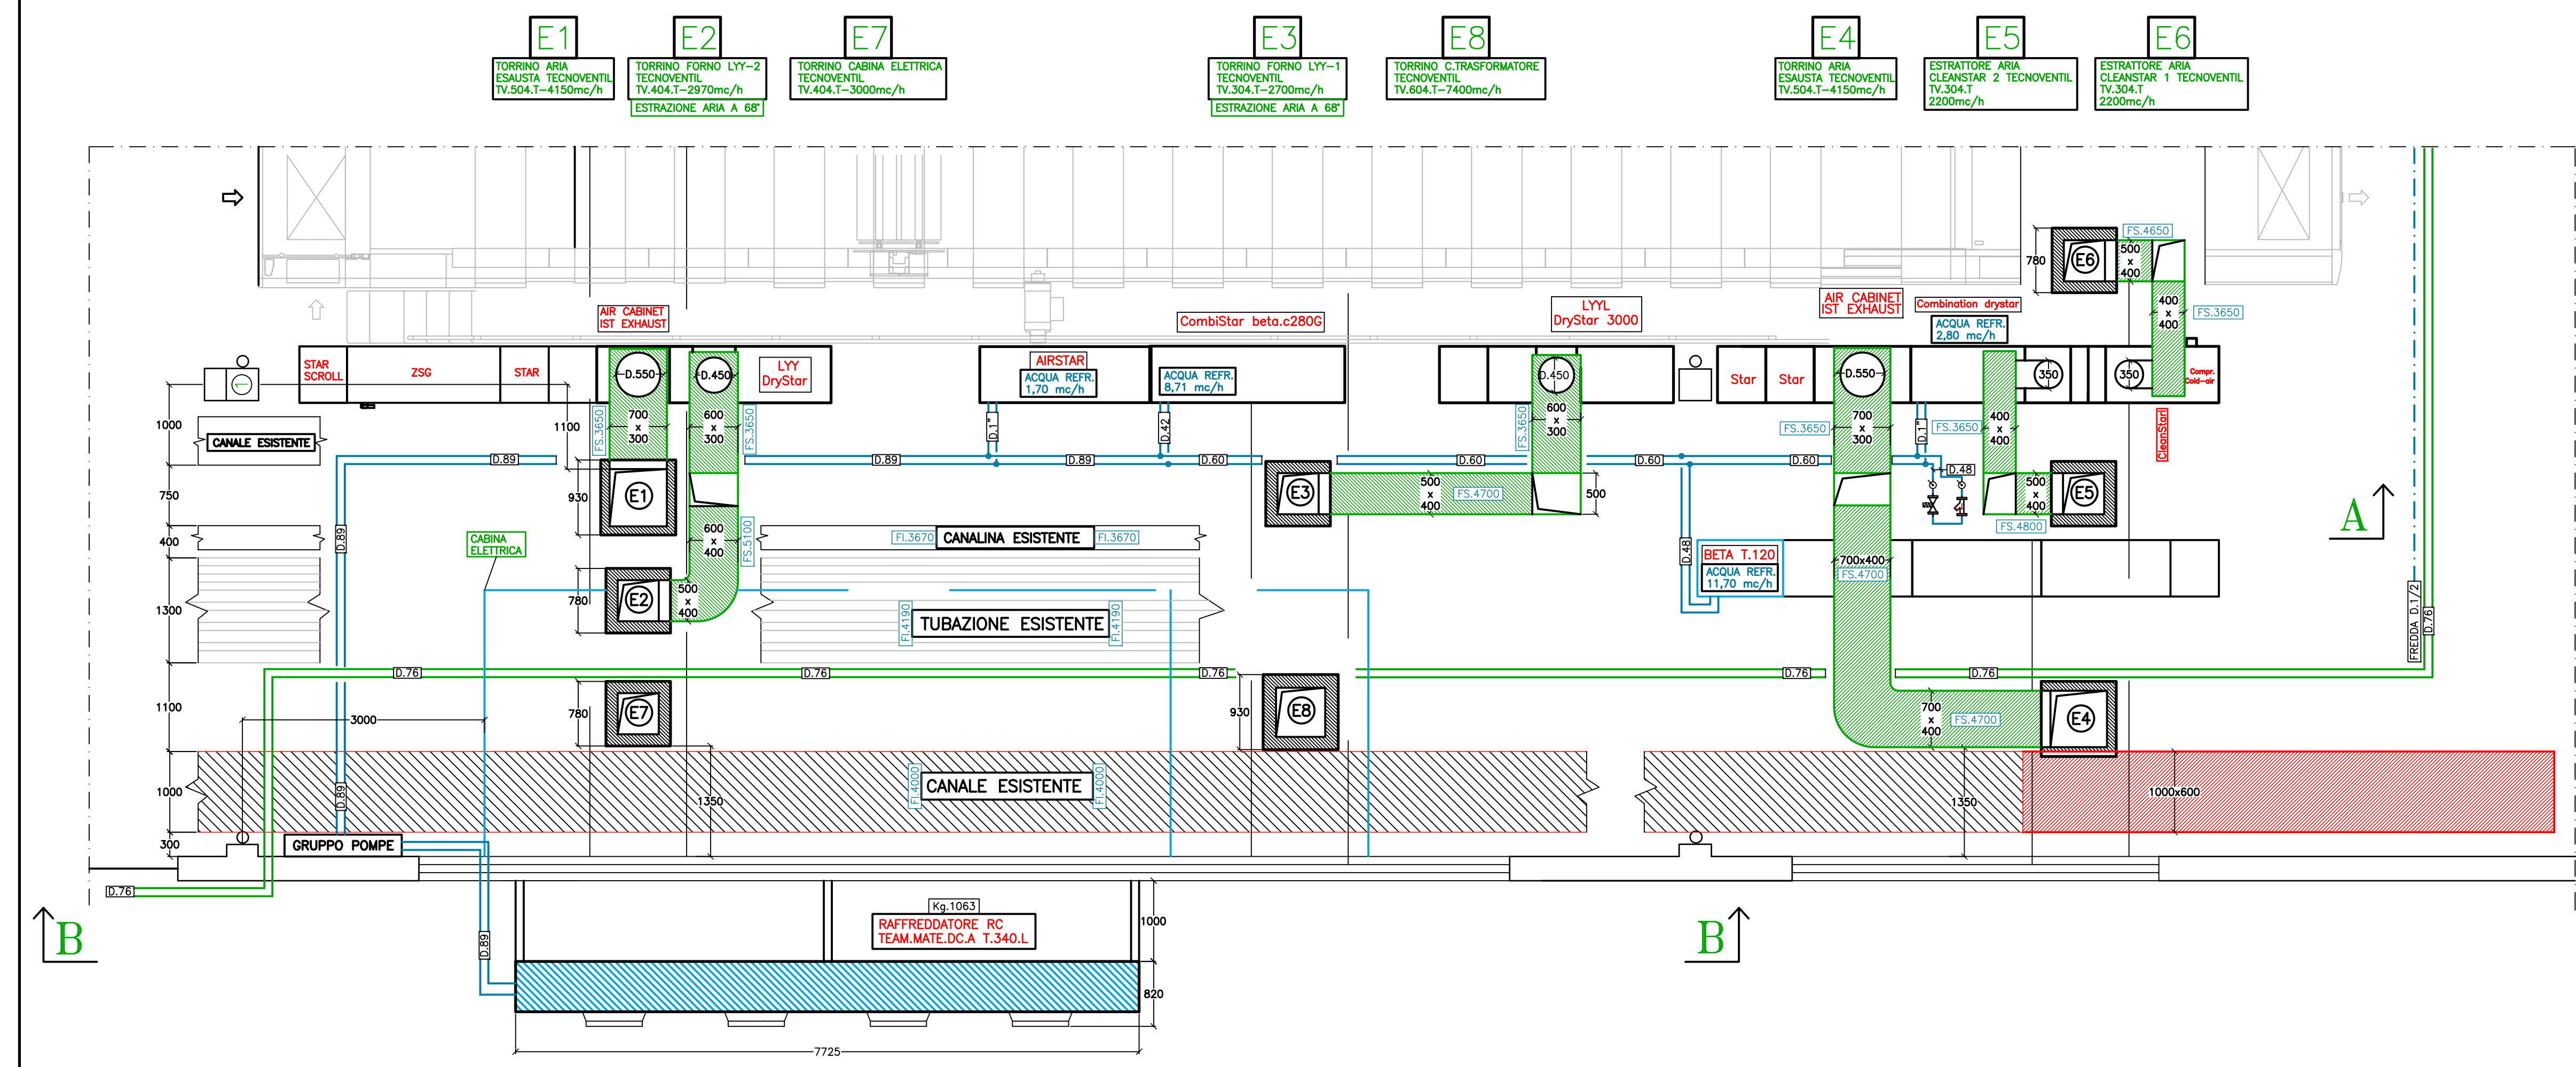 E1
TORRINO ARIA
ESAUSTA TECNOVENTIL
TV.504.T-4150mc/h
E2
TORRINO FORNO LYY-2
TECNOVENTIL
TV.404.T-2970mc/h
ESTRAZIONE ARIA A 68°
E7
TORRINO CABINA ELETTRICA
TECNOVENTIL
TV.404.T-3000mc/h
E3
TORRINO FORNO LYY-1
TECNOVENTIL
TV.304.T-2700mc/h
ESTRAZIONE ARIA A 68°
E8
TORRINO C.TRASFORMATORE
TECNOVENTIL
TV.604.T-7400mc/h
E4
TORRINO ARIA
ESAUSTA TECNOVENTIL
TV.504.T-4150mc/h
E5
ESTRATTORE ARIA
CLEANSTAR 2 TECNOVENTIL
TV.304.T
2200mc/h
E6
ESTRATTORE ARIA
CLEANSTAR 1 TECNOVENTIL
TV.304.T
2200mc/h
FS.4650
780
E6
500
x
400
400
x
400
FS.3650
AIR CABINET
IST EXHAUST
CombiStar beta.c280G
LYYL
DryStar 3000
AIR CABINET
IST EXHAUST
Combination drystar
ACQUA REFR.
2,80 mc/h
1
STAR
SCROLL
ZSG
STAR
D.550
D.450
LYY
DryStar
AIRSTAR
ACQUA REFR.
1,70 mc/h
ACQUA REFR.
8,71 mc/h
D.450
Star
Star
D.550
350
350
Compr.
Cold-air
CleanStar1
1000
CANALE ESISTENTE
1100
FS.3650
700
x
300
600
x
300
FS.3650
D.1"
D.42
FS.3650
600
x
300
FS.3650
700
x
300
D.1"
FS.3650
400
x
400
D.89
D.89
D.89
D.60
D.60
D.60
D.60
D.48
750
930
E1
E3
500
x
400
FS.4700
500
500
x
400
E5
FS.4800
A
400
D.89
CABINA
ELETTRICA
600
x
400
FS.5100
FI.3670
CANALINA ESISTENTE
FI.3670
D.48
BETA T.120
ACQUA REFR.
11,70 mc/h
700x400
FS.4700
1300
780
E2
500
x
400
FI.4190
TUBAZIONE ESISTENTE
FI.4190
FREDDA D.1/2
D.76
D.76
D.76
D.76
D.76
D.76
1100
3000
780
E7
930
E8
700
x
400
FS.4700
E4
1000
D.89
1350
FI.4000
CANALE ESISTENTE
FI.4000
1350
1000x600
300
GRUPPO POMPE
D.76
B
D.89
Kg.1063
RAFFREDDATORE RC
TEAM.MATE.DC.A T.340.L
1000
B
820
7725